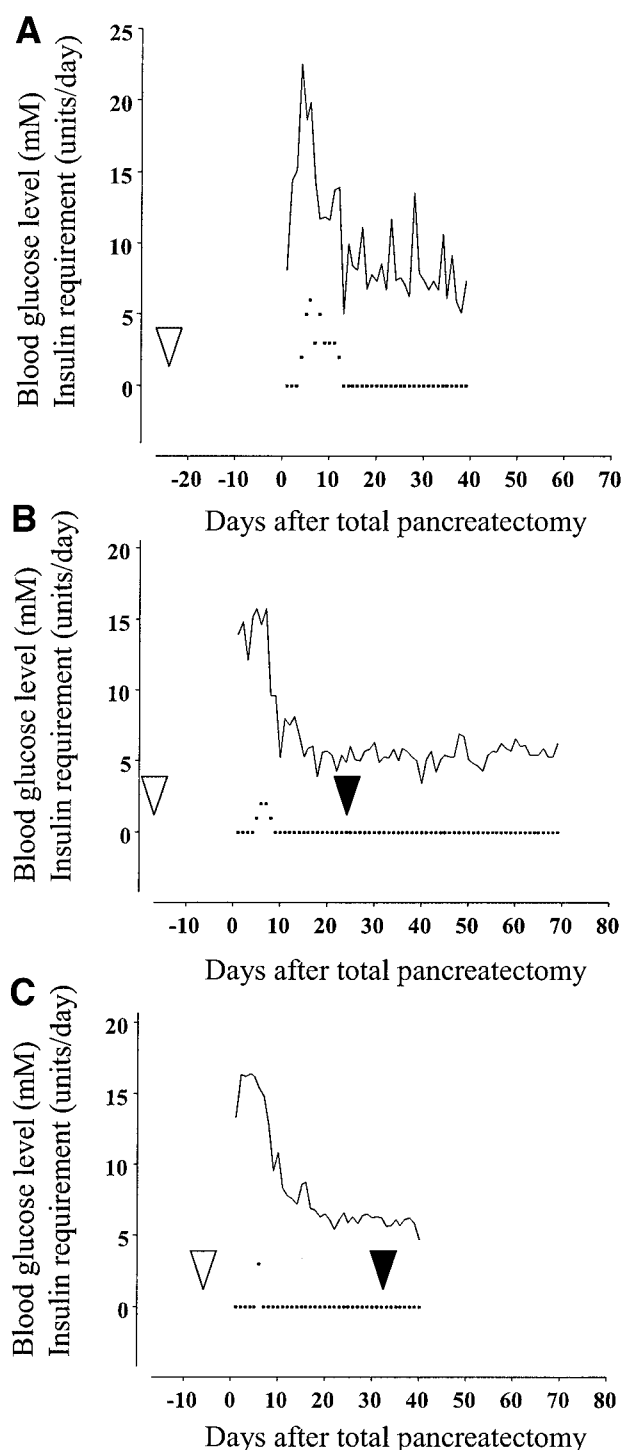 A
Blood glucose level (mM)
Insulin requirement (units/day)
25
20
15
10
5
0
-20 -10 0 10 20 30 40 50 60 70
Days after total pancreatectomy
B
Blood glucose level (mM)
Insulin requirement (units/day)
20
15
10
5
0
-10 0 10 20 30 40 50 60 70 80
Days after total pancreatectomy
C
Blood glucose level (mM)
Insulin requirement (units/day)
20
15
10
5
0
-10 0 10 20 30 40 50 60 70 80
Days after total pancreatectomy